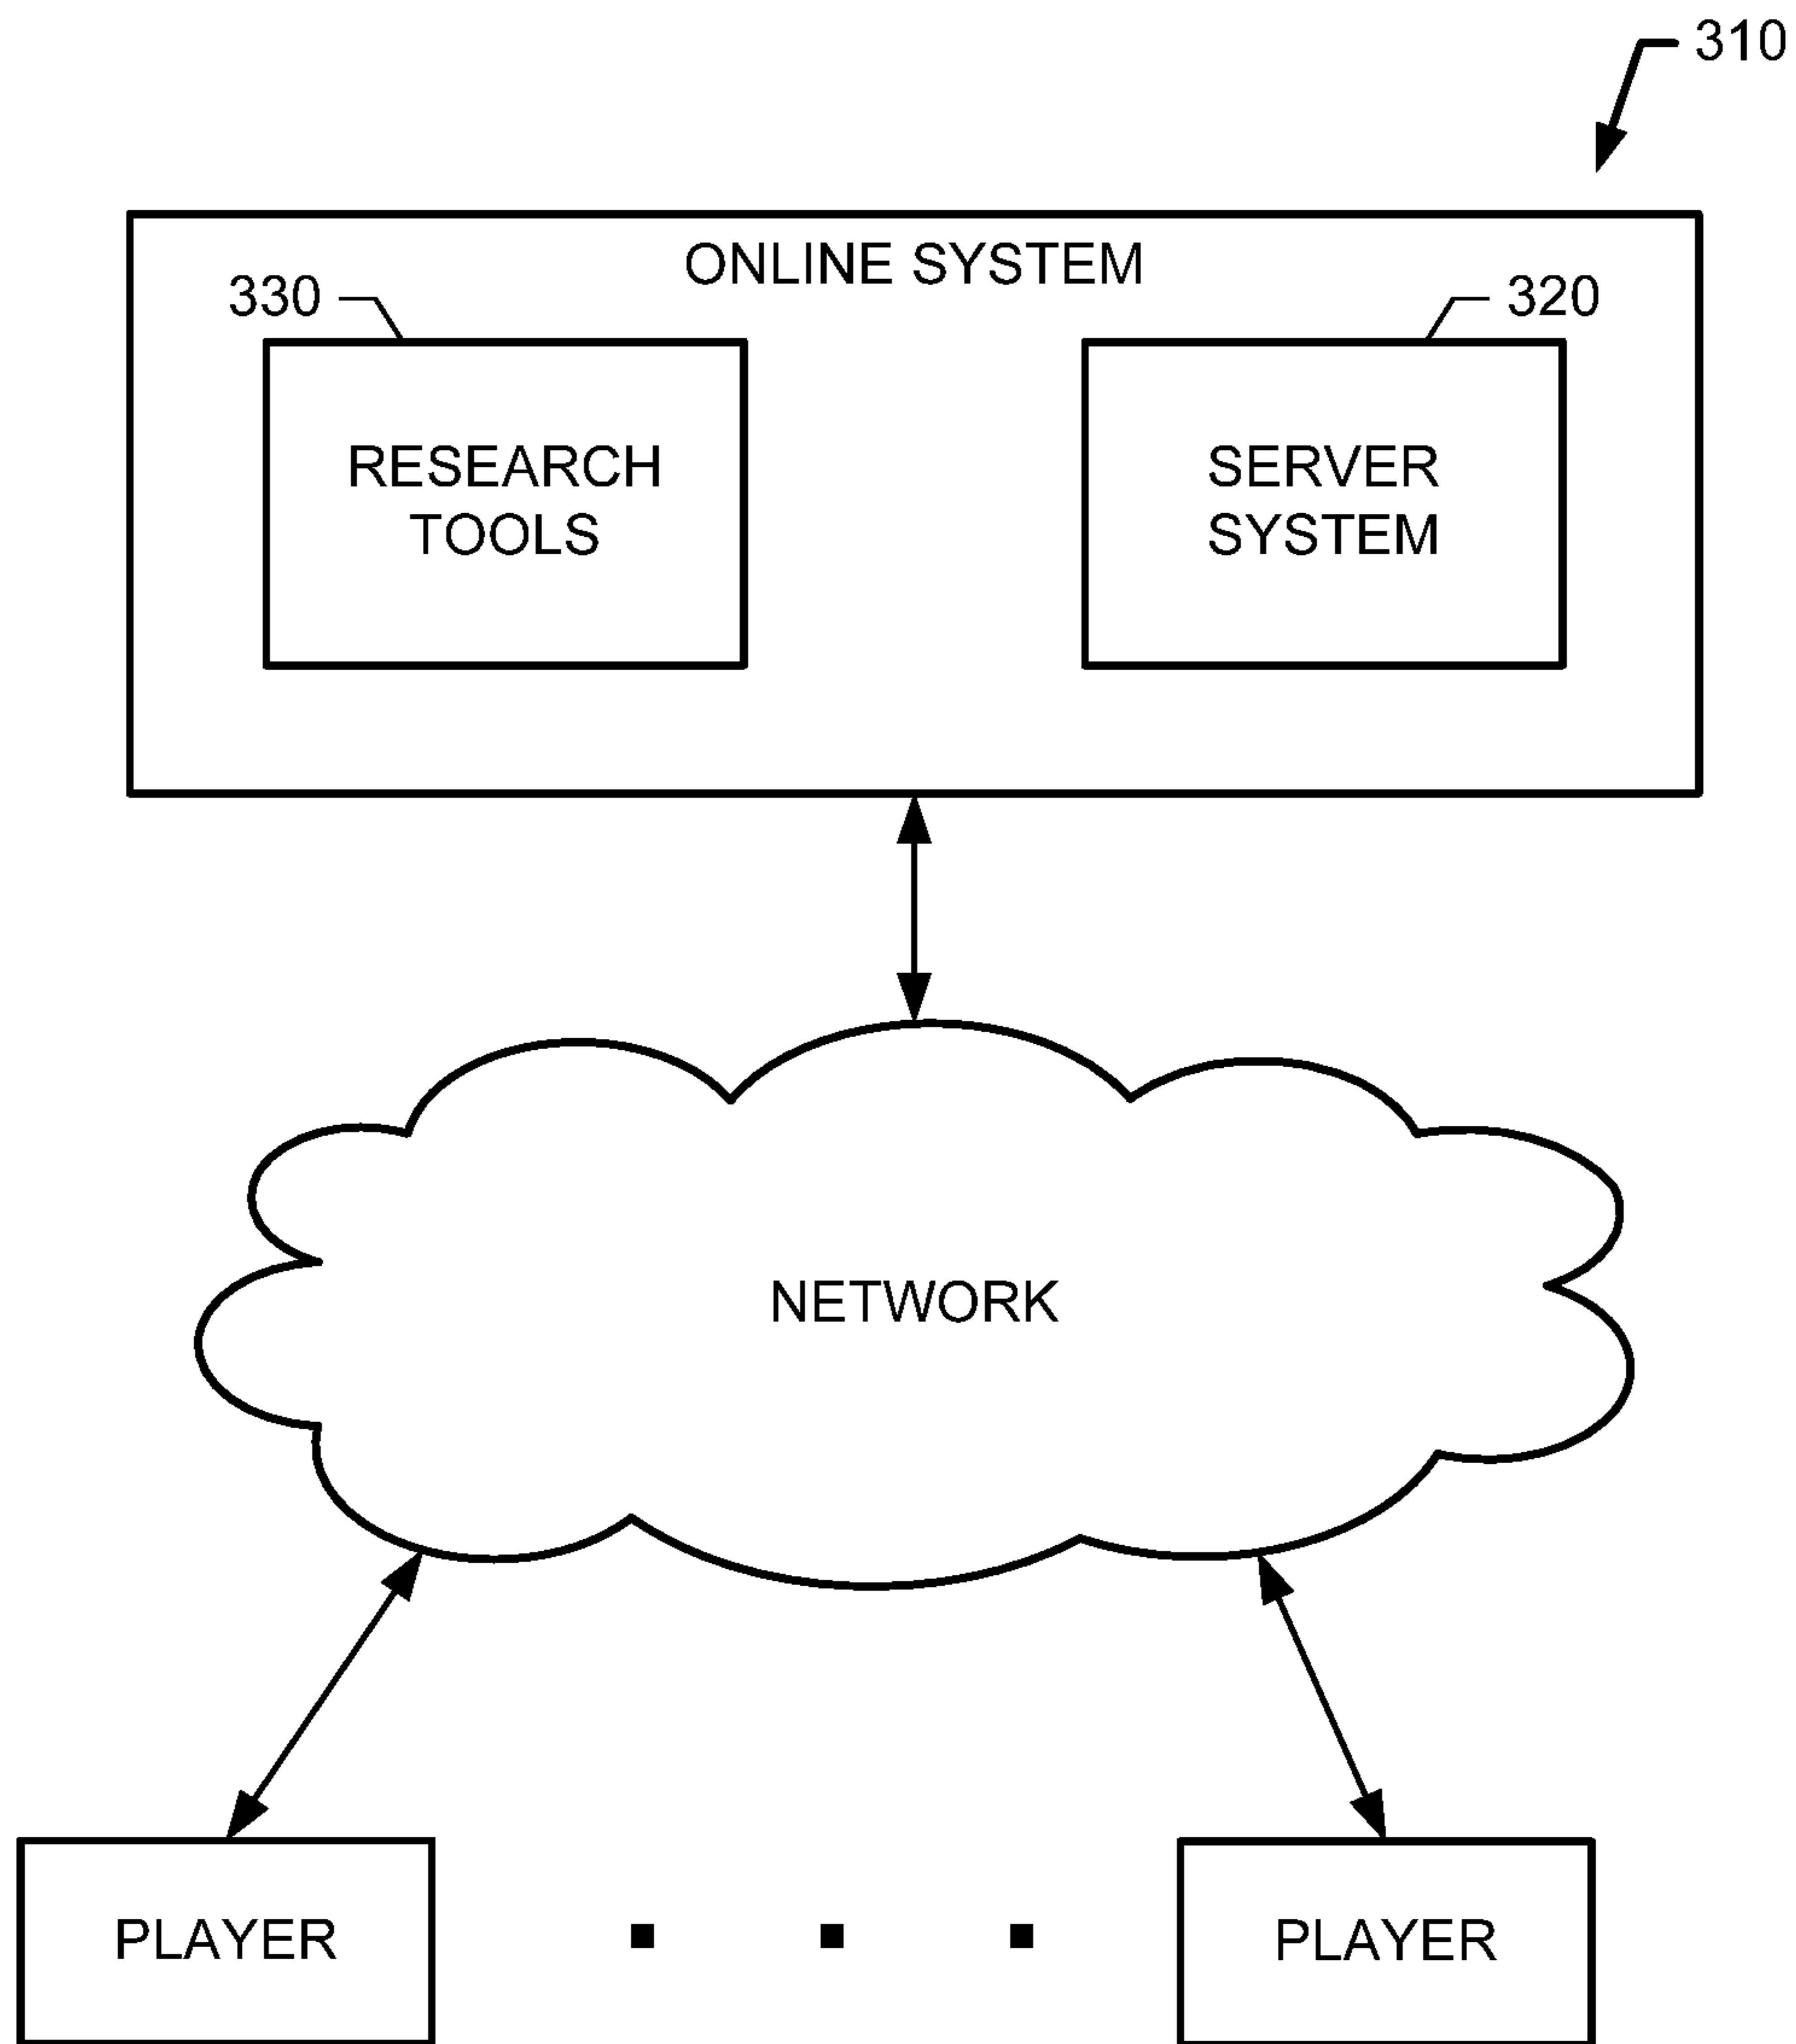 310
ONLINE SYSTEM
330
320
RESEARCH
TOOLS
SERVER
SYSTEM
NETWORK
PLAYER
PLAYER